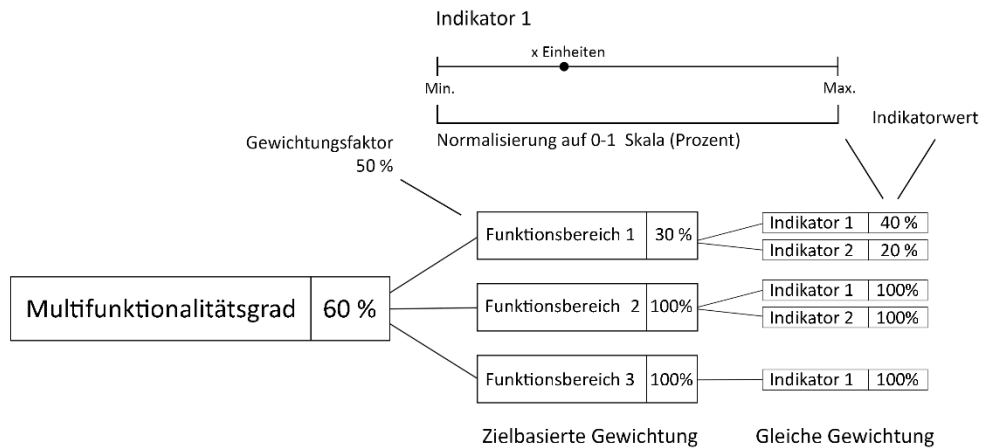 Indikator 1
x Einheiten
Min.
Max.
Indikatorwert
Normalisierung auf 0-1 Skala (Prozent)
Gewichtungsfaktor
50 %
Funktionsbereich 1 30 %
Indikator 1 40 %
Indikator 2 20 %
Multifunktionalitätsgrad 60 %
Funktionsbereich 2 100%
Indikator 1 100%
Indikator 2 100%
Funktionsbereich 3 100%
Indikator 1 100%
Zielbasierte Gewichtung
Gleiche Gewichtung